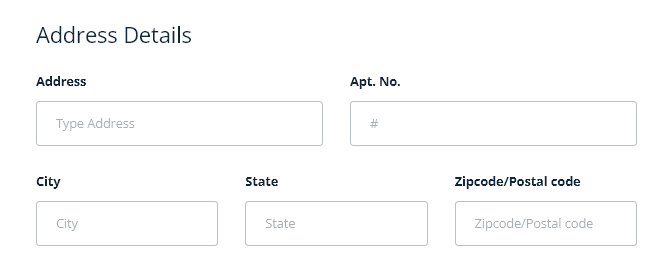 Address Details
Address Apt. No.
Type Address #
City State Zipcode/Postal code
City State Zipcode/Postal code